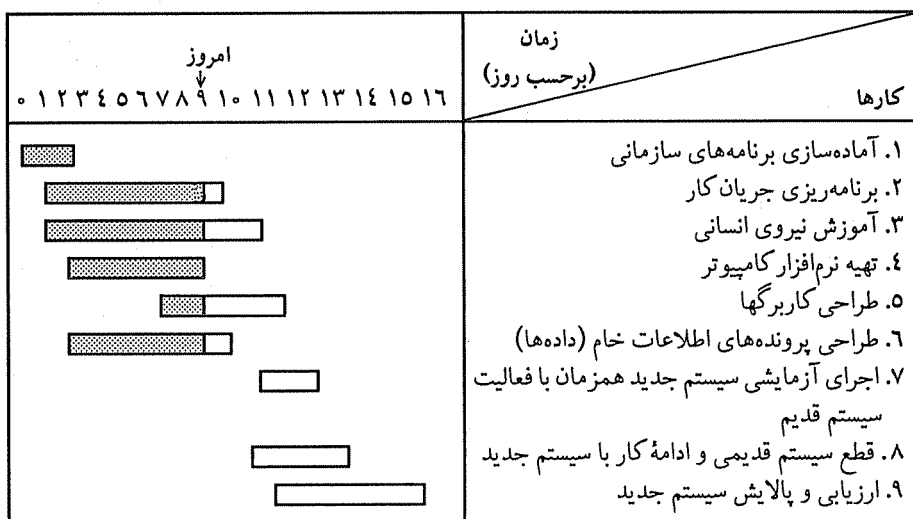 زمان
(برحسب روز)
کارها
امروز
۰ ۱ ۲ ۳ ٤ ٥ ٦ ۷ ۸ ۹ ۱۰ ۱۱ ۱۲ ۱۳ ۱٤ ۱٥ ۱٦
۱. آماده‌سازی برنامه‌های سازمانی
۲. برنامه‌ریزی جریان کار
۳. آموزش نیروی انسانی
٤. تهیه نرم‌افزار کامپیوتر
٥. طراحی کاربرگها
٦. طراحی پرونده‌های اطلاعات خام (داده‌ها)
۷. اجرای آزمایشی سیستم جدید همزمان با فعالیت
سیستم قدیم
۸. قطع سیستم قدیمی و ادامهٔ کار با سیستم جدید
۹. ارزیابی و پالایش سیستم جدید